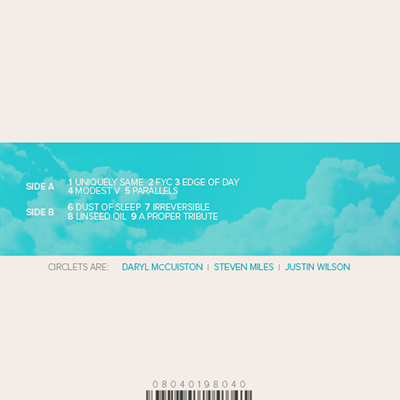 SIDE A 1 UNIQUELY SAME 2 FYC 3 EDGE OF DAY
4 MODEST V 5 PARALLELS
SIDE B 6 DUST OF SLEEP 7 IRREVERSIBLE
8 LINSEED OIL 9 A PROPER TRIBUTE
CIRCLETS ARE: DARYL McCUISTON | STEVEN MILES | JUSTIN WILSON
08040198040